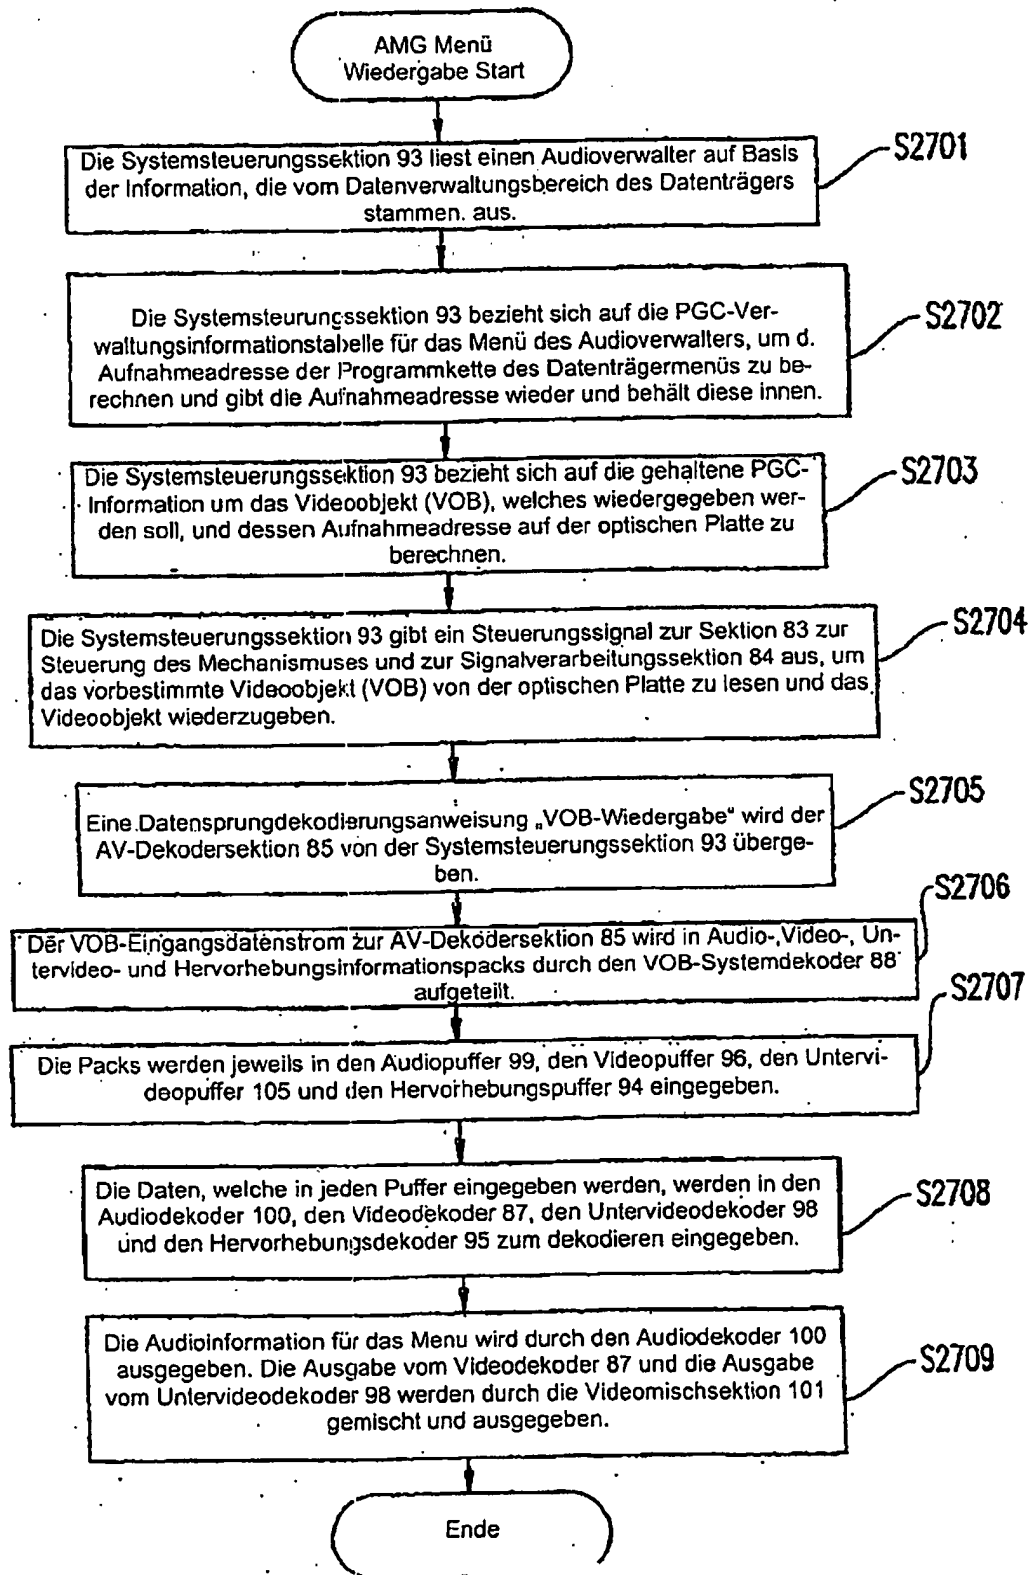 AMG Menü
Wiedergabe Start
Die Systemsteuerungssektion 93 liest einen Audioverwalter auf Basis
der Information, die vom Datenverwaltungsbereich des Datenträgers
stammen. aus.
S2701
Die Systemsteurungssektion 93 bezieht sich auf die PGC-Ver-
waltungsinformationstabelle für das Menü des Audioverwalters, um d.
Aufnahmeadresse der Programmkette des Datenträgermenüs zu be-
rechnen und gibt die Aufnahmeadresse wieder und behält diese innen.
S2702
Die Systemsteuerungssektion 93 bezieht sich auf die gehaltene PGC-
Information um das Videoobjekt (VOB), welches wiedergegeben wer-
den soll, und dessen Aufnahmeadresse auf der optischen Platte zu
berechnen.
S2703
Die Systemsteuerungssektion 93 gibt ein Steuerungssignal zur Sektion 83 zur
Steuerung des Mechanismuses und zur Signalverarbeitungssektion 84 aus, um
das vorbestimmte Videoobjekt (VOB) von der optischen Platte zu lesen und das
Videoobjekt wiederzugeben.
S2704
Eine Datensprungdekodierungsanweisung „VOB-Wiedergabe“ wird der
AV-Dekodersektion 85 von der Systemsteuerungssektion 93 überge-
ben.
S2705
Der VOB-Eingangsdatenstrom zur AV-Dekodersektion 85 wird in Audio-,Video-, Un-
tervideo- und Hervorhebungsinformationspacks durch den VOB-Systemdekoder 88
aufgeteilt.
S2706
Die Packs werden jeweils in den Audiopuffer 99, den Videopuffer 96, den Untervi-
deopuffer 105 und den Hervorhebungspuffer 94 eingegeben.
S2707
Die Daten, welche in jeden Puffer eingegeben werden, werden in den
Audiodekoder 100, den Videodekoder 87, den Untervideodekoder 98
und den Hervorhebungsdekoder 95 zum dekodieren eingegeben.
S2708
Die Audioinformation für das Menu wird durch den Audiodekoder 100
ausgegeben. Die Ausgabe vom Videodekoder 87 und die Ausgabe
vom Untervideodekoder 98 werden durch die Videomischsektion 101
gemischt und ausgegeben.
S2709
Ende